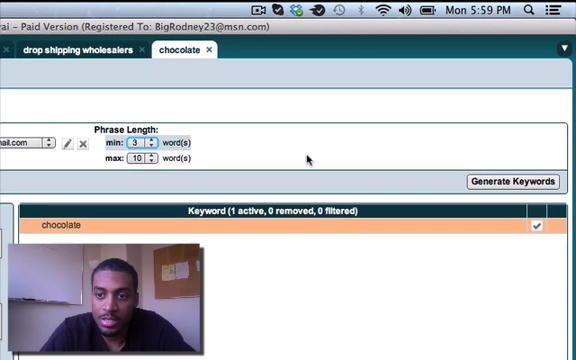 Mon 5:59 PM
ai – Paid Version (Registered To: BigRodney23@msn.com)
drop shipping wholesalers
chocolate
Phrase Length:
ail.com
min: 3 word(s)
max: 10 word(s)
Generate Keywords
Keyword (1 active, 0 removed, 0 filtered)
chocolate